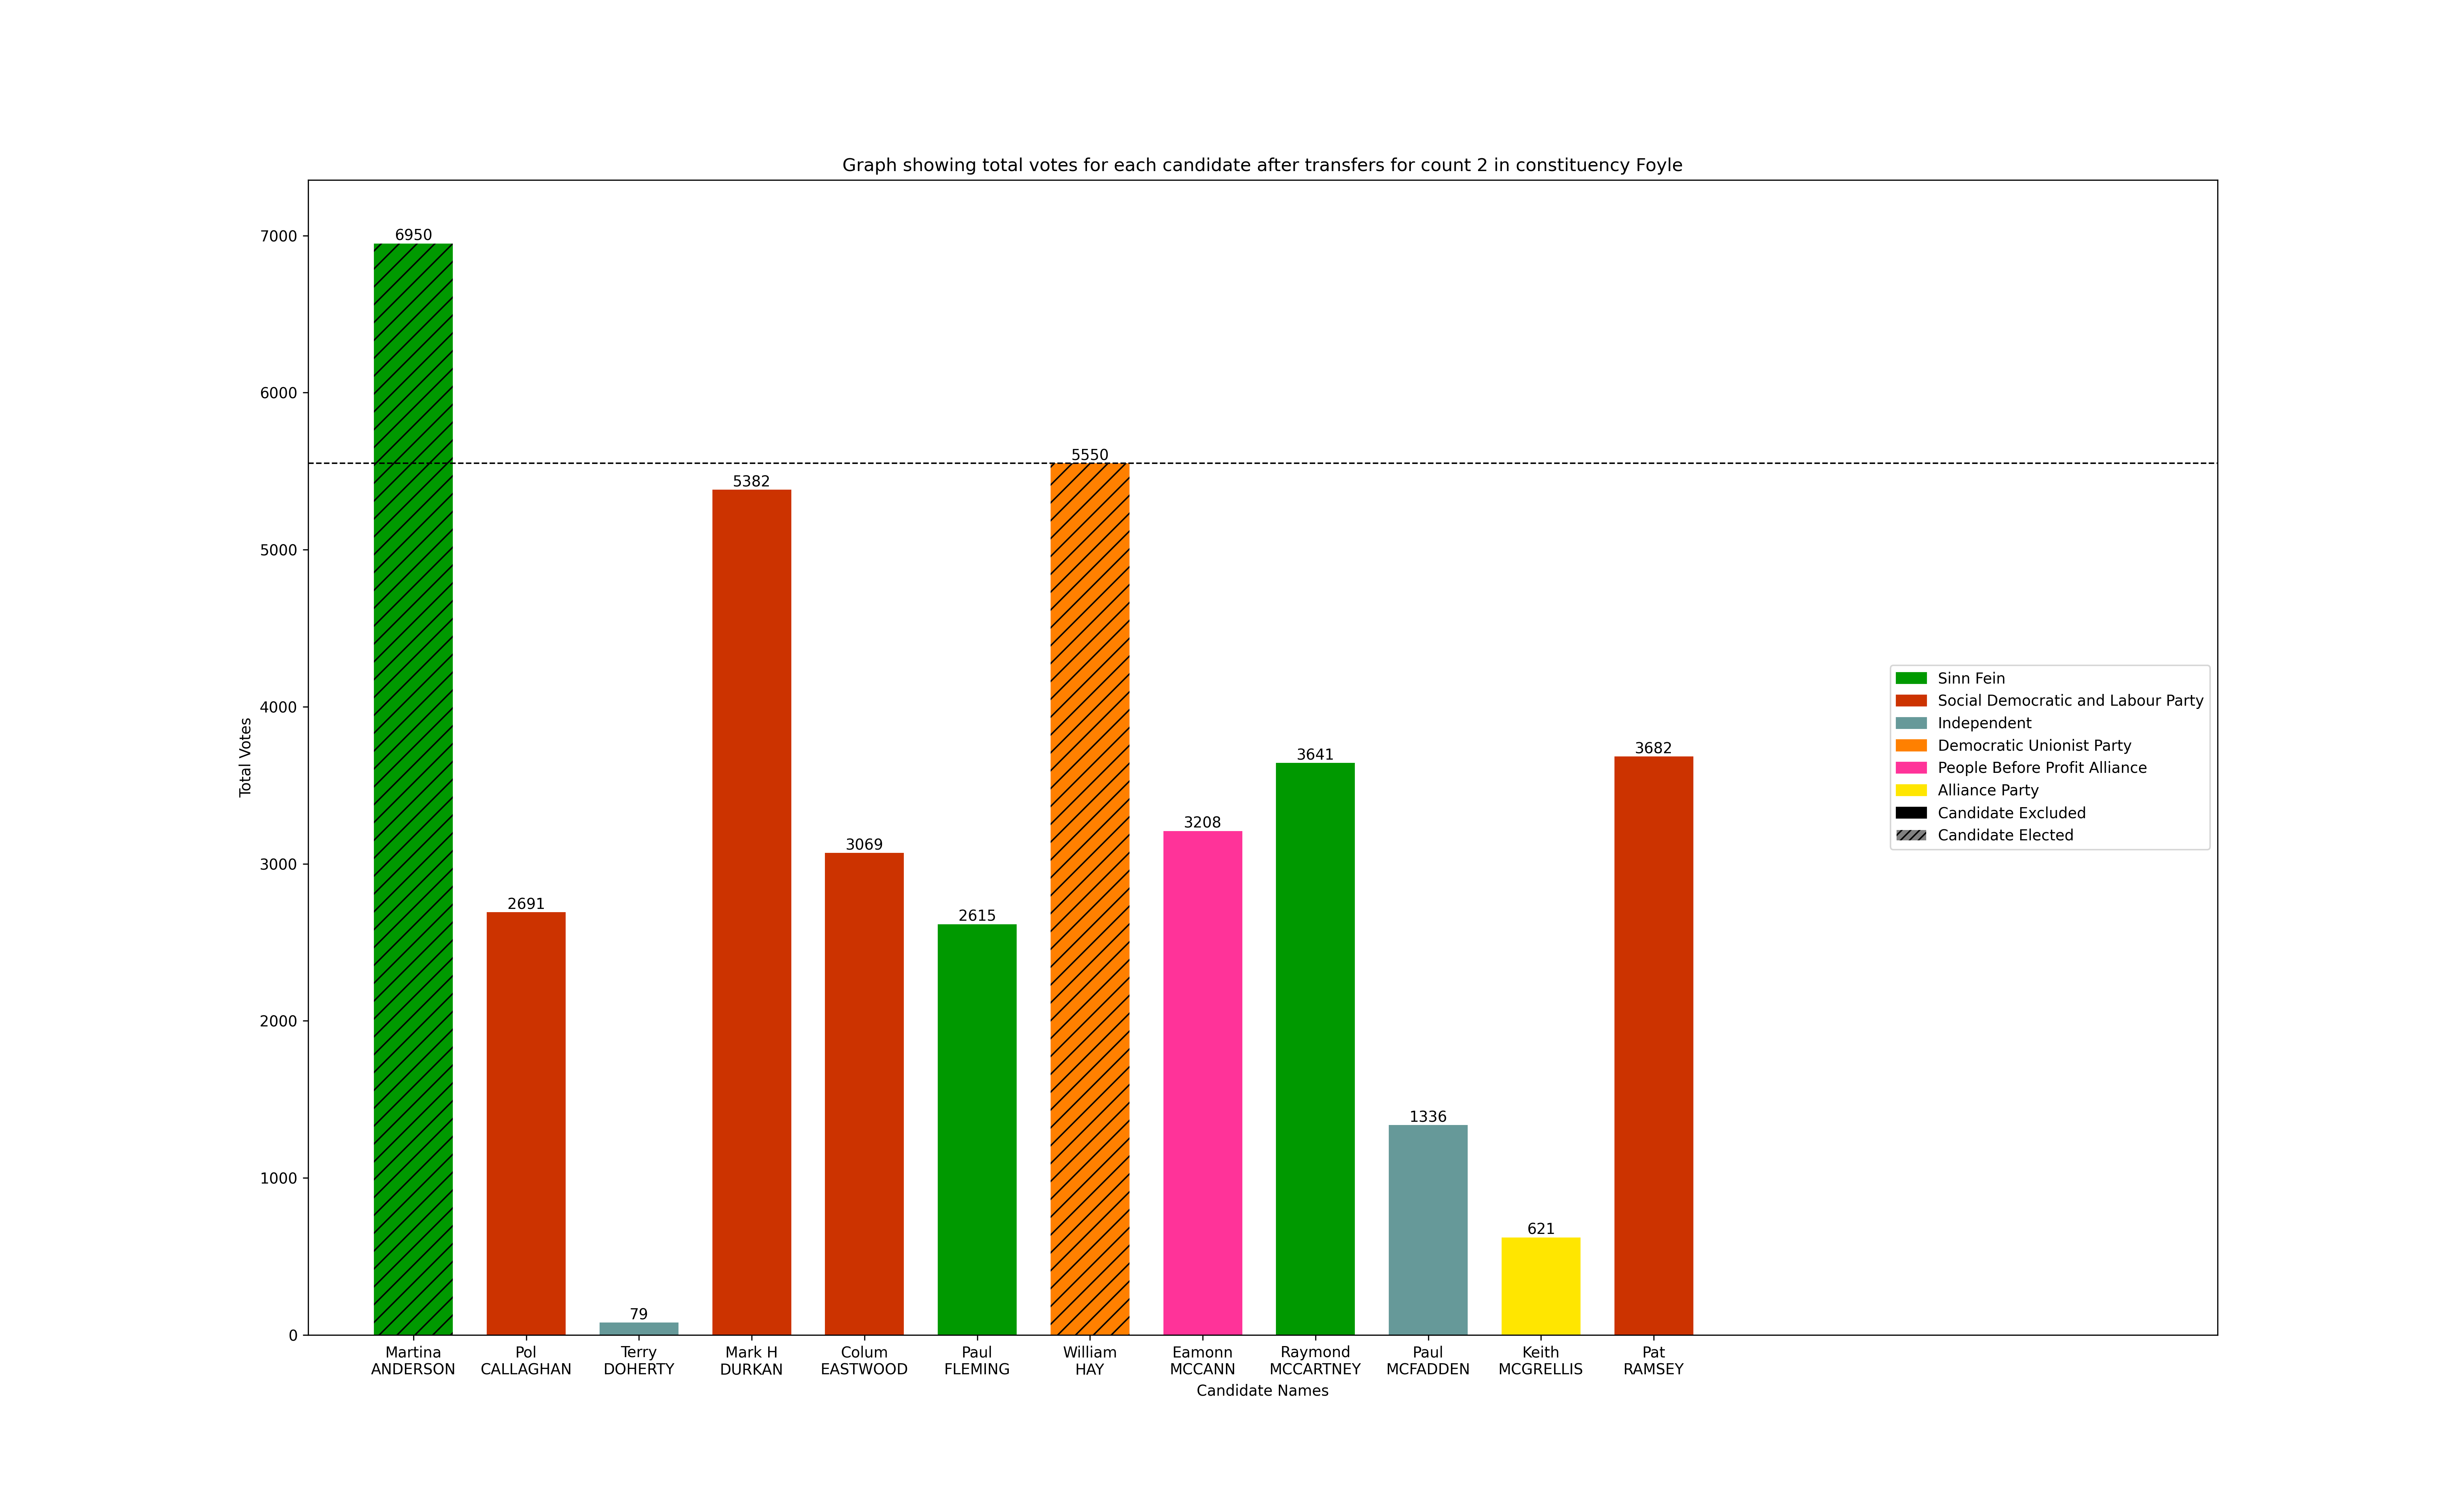 Graph showing total votes for each candidate after transfers for count 2 in constituency Foyle
Total Votes
7000
6000
5000
4000
3000
2000
1000
0
6950
2691
79
5382
3069
2615
5550
3208
3641
1336
621
3682
Martina
ANDERSON
Pol
CALLAGHAN
Terry
DOHERTY
Mark H
DURKAN
Colum
EASTWOOD
Paul
FLEMING
William
HAY
Eamonn
MCCANN
Raymond
MCCARTNEY
Paul
MCFADDEN
Keith
MCGRELLIS
Pat
RAMSEY
Candidate Names
Sinn Fein
Social Democratic and Labour Party
Independent
Democratic Unionist Party
People Before Profit Alliance
Alliance Party
Candidate Excluded
Candidate Elected